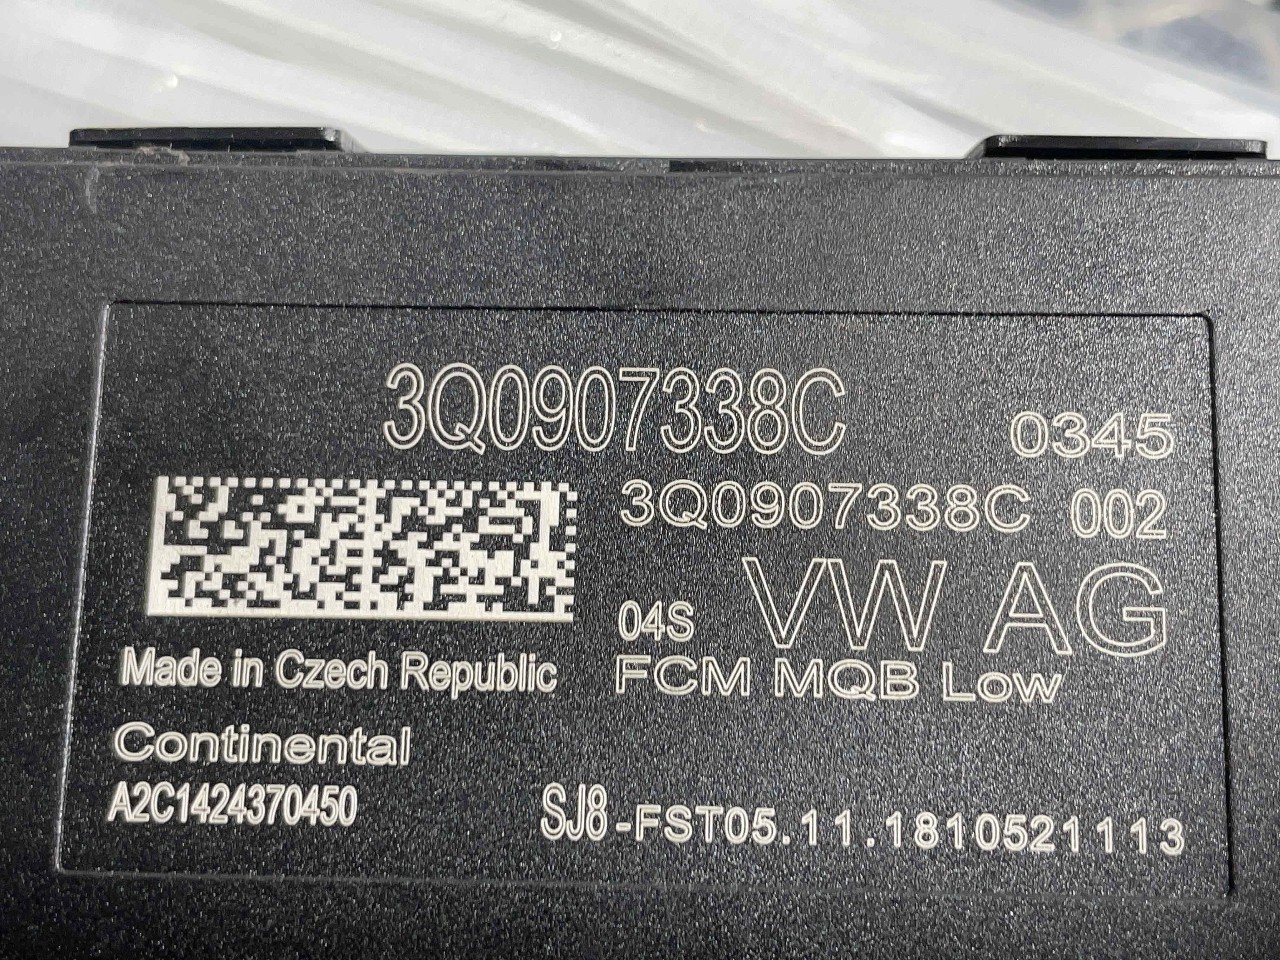 3Q0907338C
0345
3Q0907338C 002
04S VW AG
FCM MQB Low
Made in Czech Republic
Continental
A2C1424370450
SJ8-FST05.11.1810521113